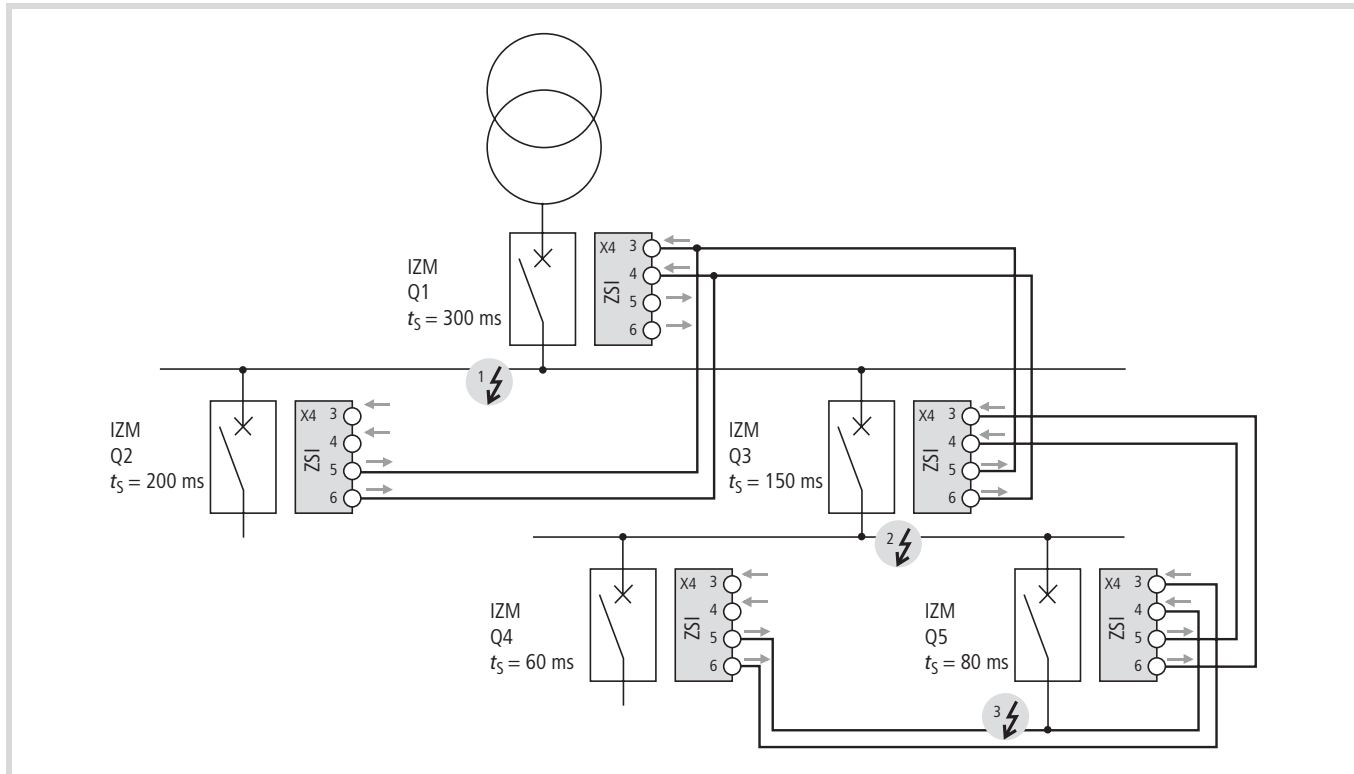 X4 3
4
ZSI
5
6
IZM
Q1
tS = 300 ms
1
X4 3
4
ZSI
5
6
IZM
Q2
tS = 200 ms
X4 3
4
ZSI
5
6
IZM
Q3
tS = 150 ms
2
X4 3
4
ZSI
5
6
IZM
Q4
tS = 60 ms
X4 3
4
ZSI
5
6
IZM
Q5
tS = 80 ms
3